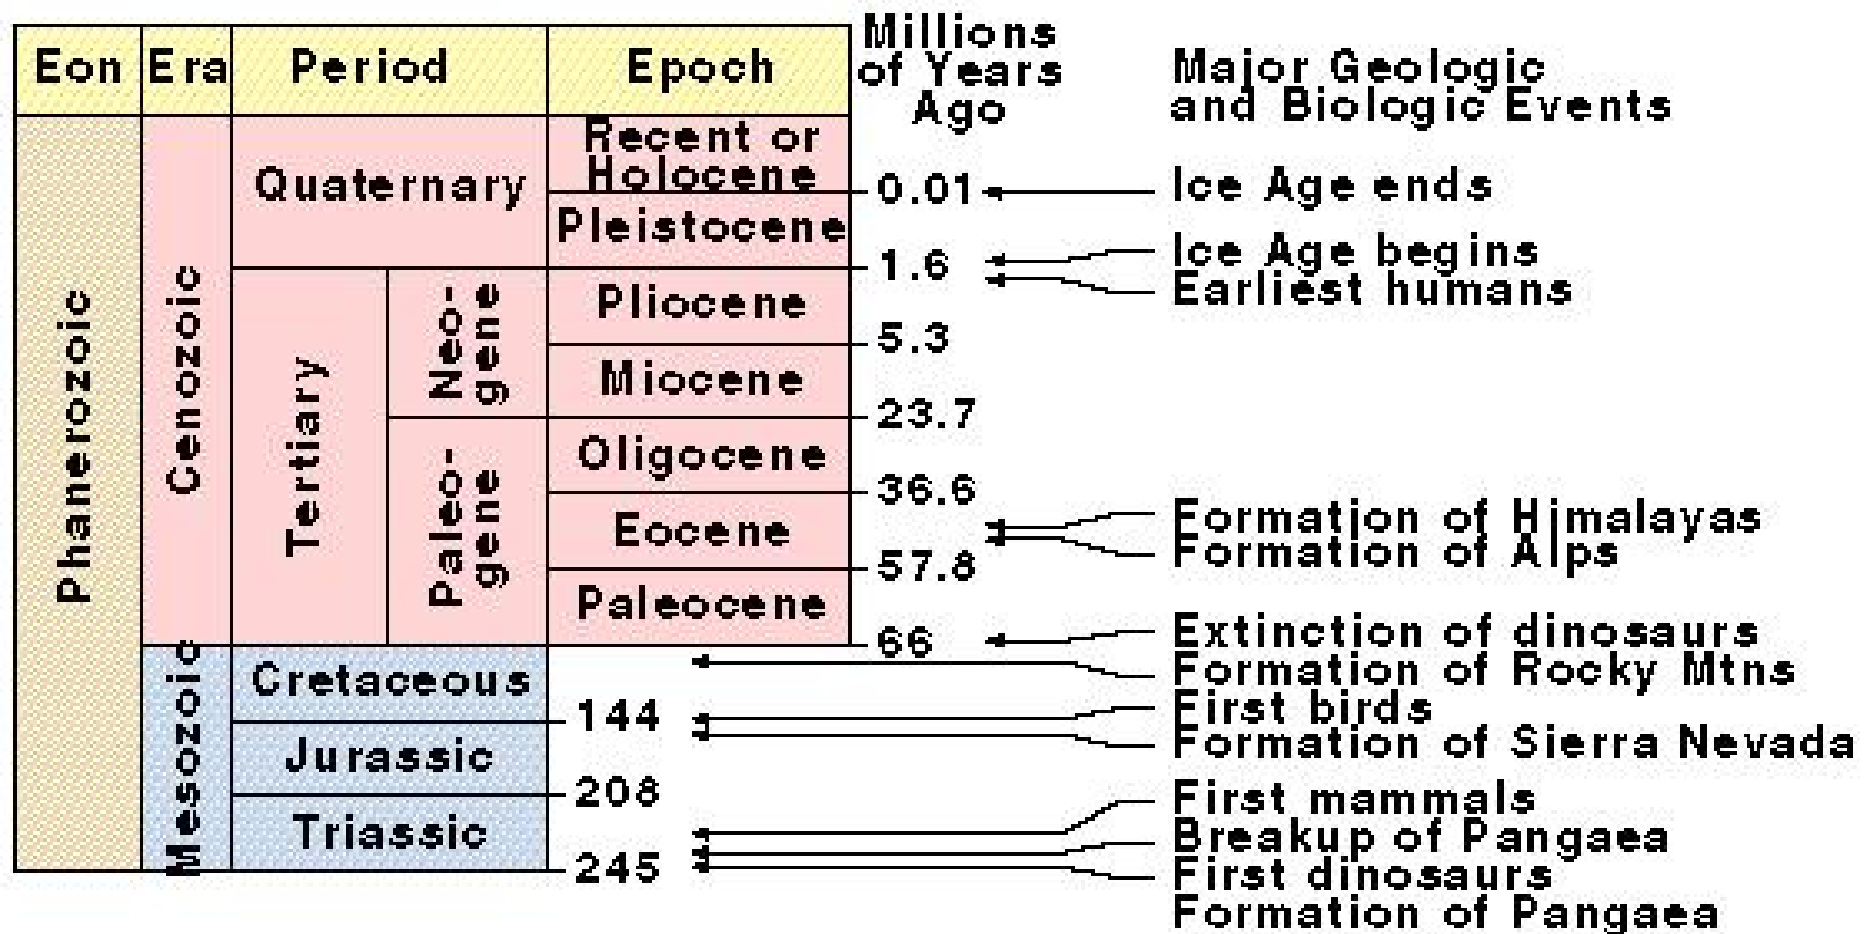 Eon
Era
Period
Epoch
Millions
of Years
Ago
Major Geologic
and Biologic Events
Phanerozoic
Cenozoic
Quaternary
Recent or
Holocene
0.01
Ice Age ends
Pleistocene
1.6
Ice Age begins
Earliest humans
Tertiary
Neo-
gene
Pliocene
5.3
Miocene
23.7
Paleo-
gene
Oligocene
36.6
Eocene
Formation of Himalayas
Formation of Alps
57.8
Paleocene
66
Extinction of dinosaurs
Formation of Rocky Mtns
Mesozoic
Cretaceous
144
First birds
Formation of Sierra Nevada
Jurassic
208
Triassic
First mammals
Breakup of Pangaea
245
First dinosaurs
Formation of Pangaea